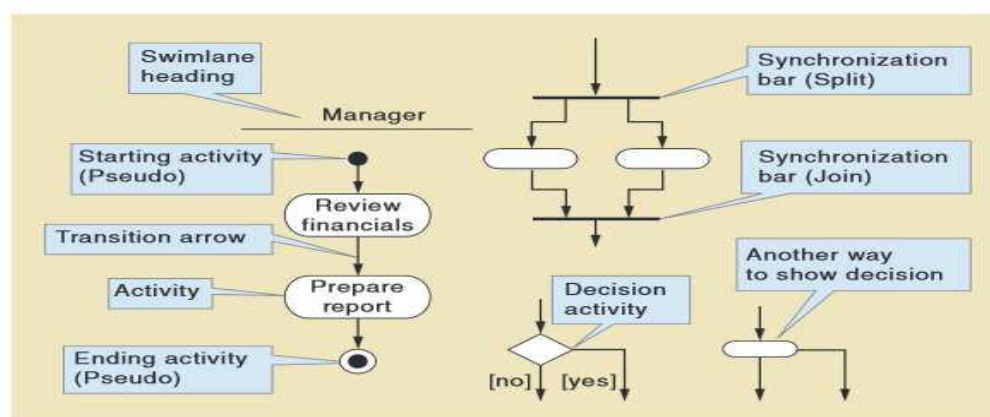 Swimlane
heading
Manager
Starting activity
(Pseudo)
Review
financials
Transition arrow
Activity
Prepare
report
Ending activity
(Pseudo)
Synchronization
bar (Split)
Synchronization
bar (Join)
Decision
activity
[no] [yes]
Another way
to show decision